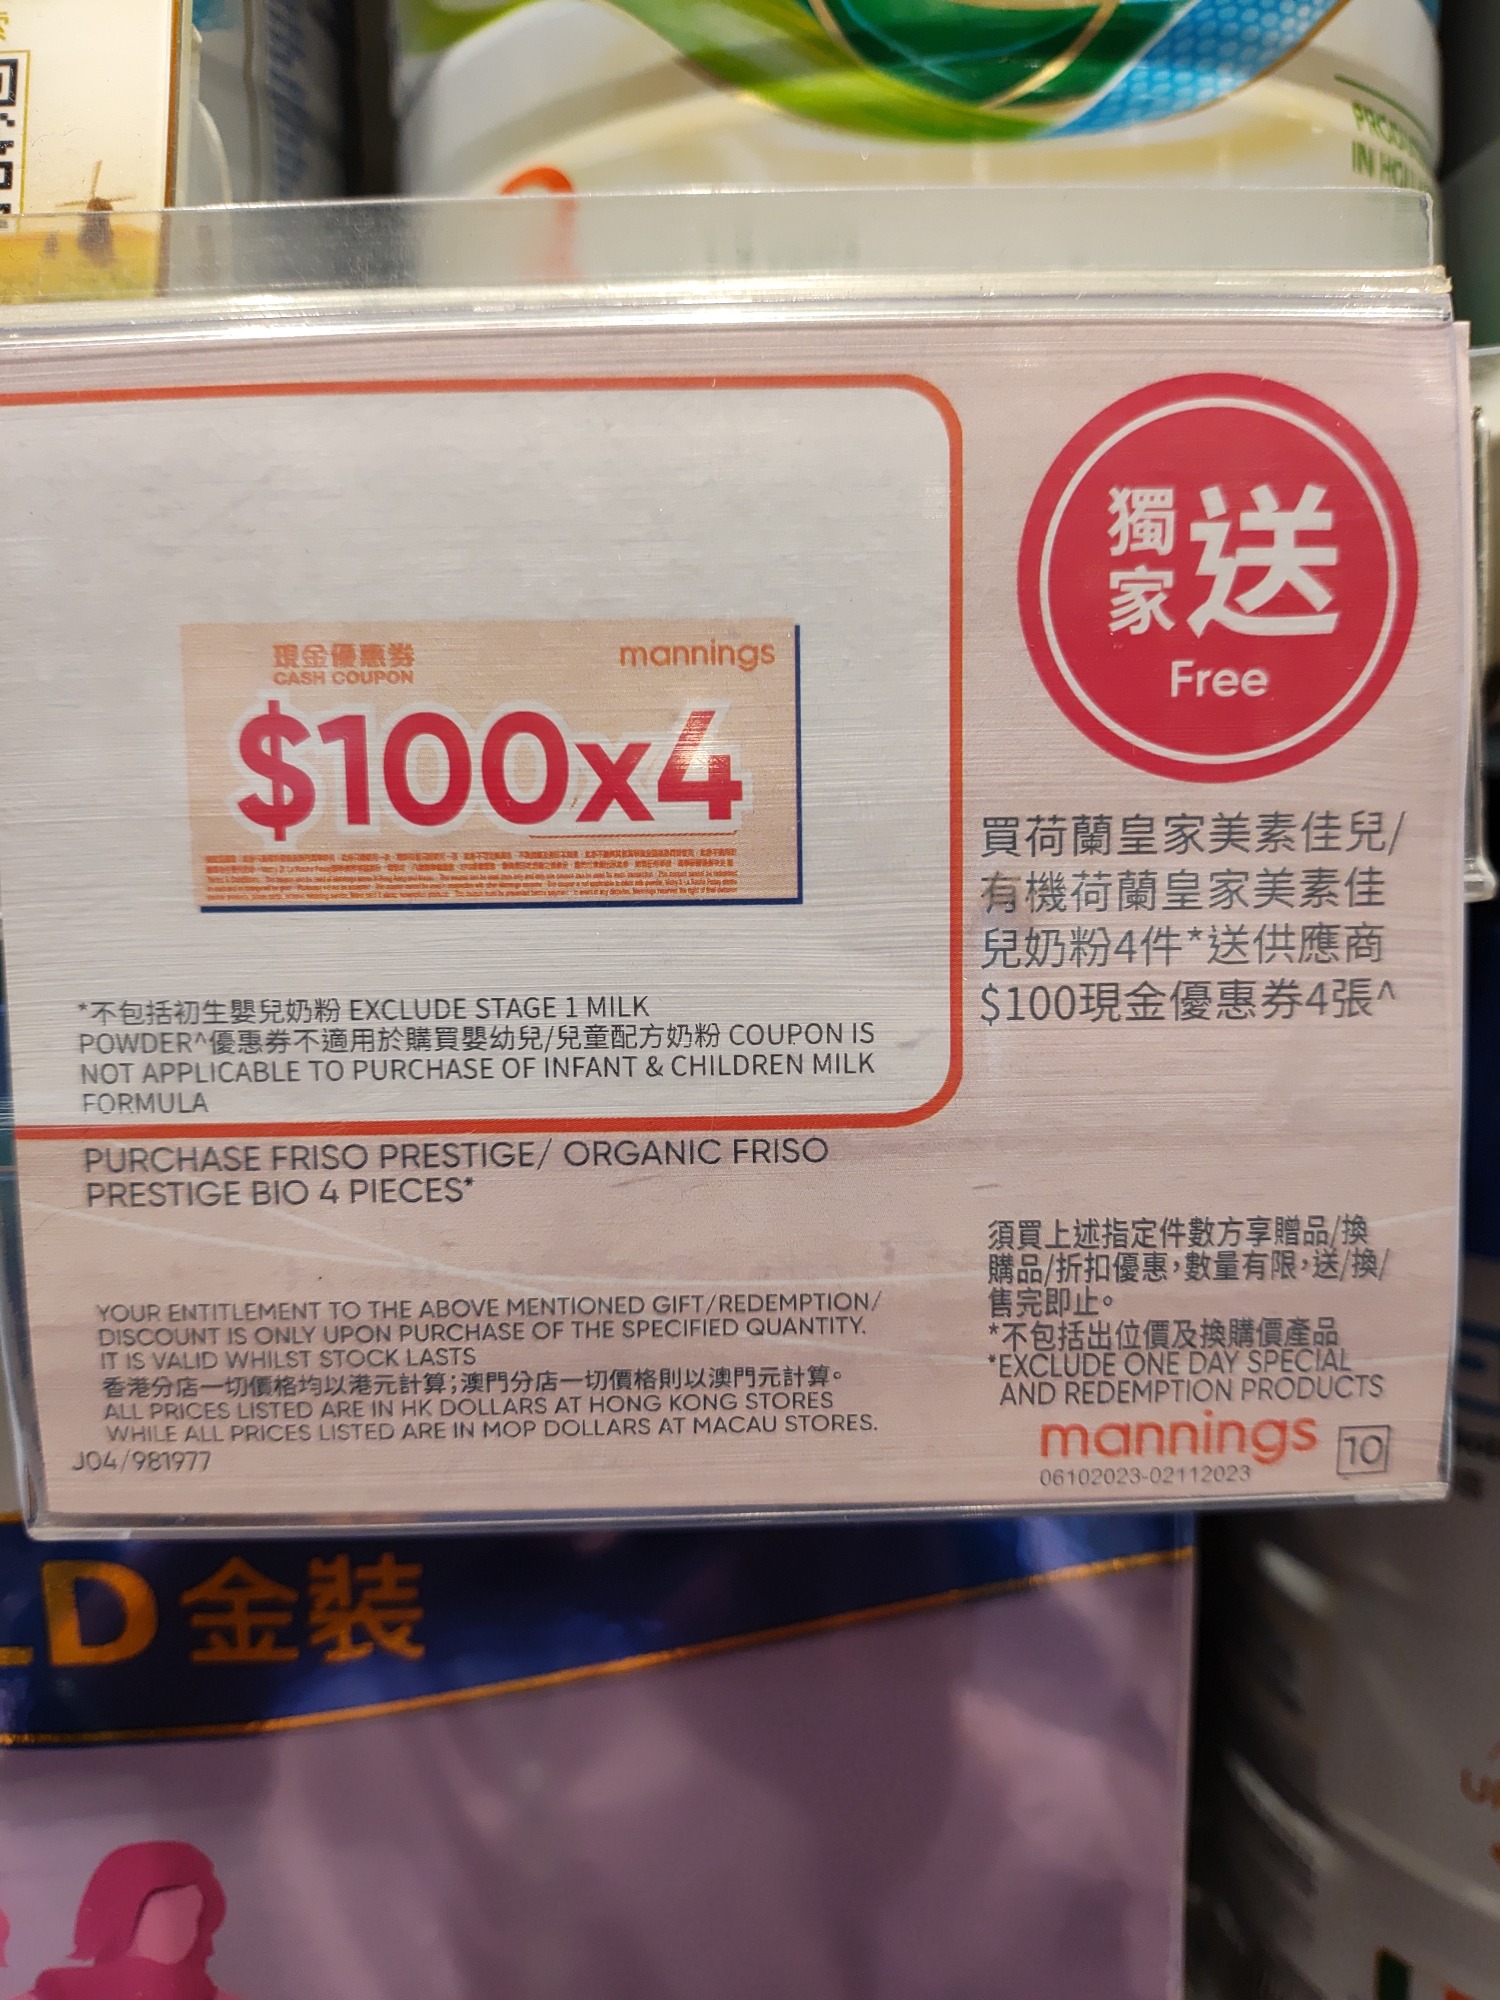 PRODU
IN HO
獨家
送
Free
現金優惠券
CASH COUPON
mannings
$100x4
買荷蘭皇家美素佳兒/
有機荷蘭皇家美素佳
兒奶粉4件*送供應商
$100現金優惠券4張^
*不包括初生嬰兒奶粉 EXCLUDE STAGE 1 MILK
POWDER^優惠券不適用於購買嬰幼兒/兒童配方奶粉 COUPON IS
NOT APPLICABLE TO PURCHASE OF INFANT & CHILDREN MILK
FORMULA
PURCHASE FRISO PRESTIGE/ ORGANIC FRISO
PRESTIGE BIO 4 PIECES*
須買上述指定件數方享贈品/換
購品/折扣優惠,數量有限,送/換/
售完即止。
*不包括出位價及換購價產品
*EXCLUDE ONE DAY SPECIAL
AND REDEMPTION PRODUCTS
YOUR ENTITLEMENT TO THE ABOVE MENTIONED GIFT/REDEMPTION/
DISCOUNT IS ONLY UPON PURCHASE OF THE SPECIFIED QUANTITY.
IT IS VALID WHILST STOCK LASTS
香港分店一切價格均以港元計算;澳門分店一切價格則以澳門元計算。
ALL PRICES LISTED ARE IN HK DOLLARS AT HONG KONG STORES
WHILE ALL PRICES LISTED ARE IN MOP DOLLARS AT MACAU STORES.
J04/981977
mannings 10
06102023-02112023
LD 金裝